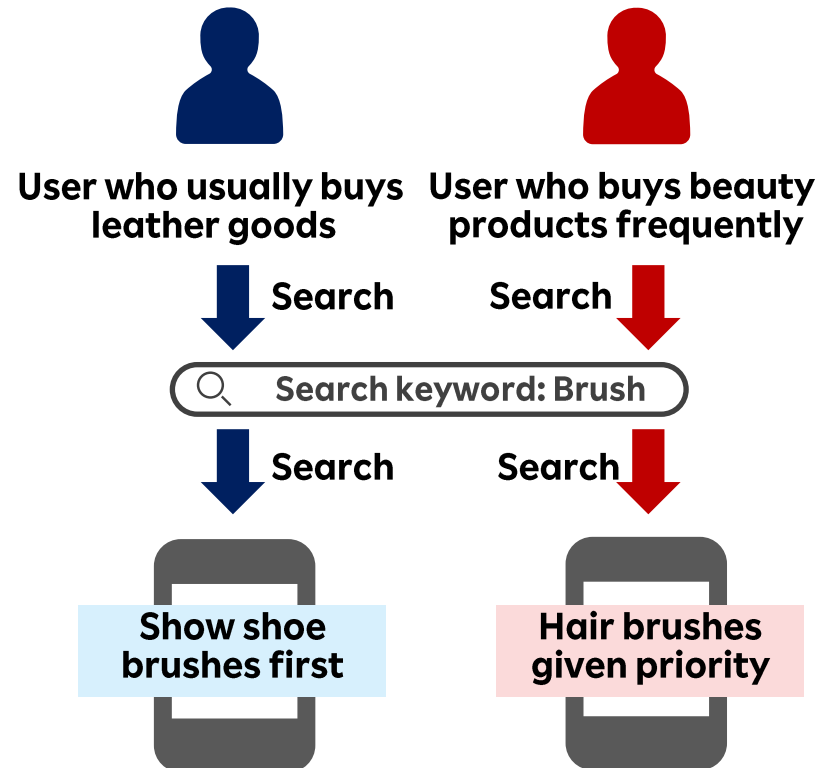 User who usually buys
leather goods
User who buys beauty
products frequently
Search
Search
Search keyword: Brush
Search
Search
Show shoe
brushes first
Hair brushes
given priority